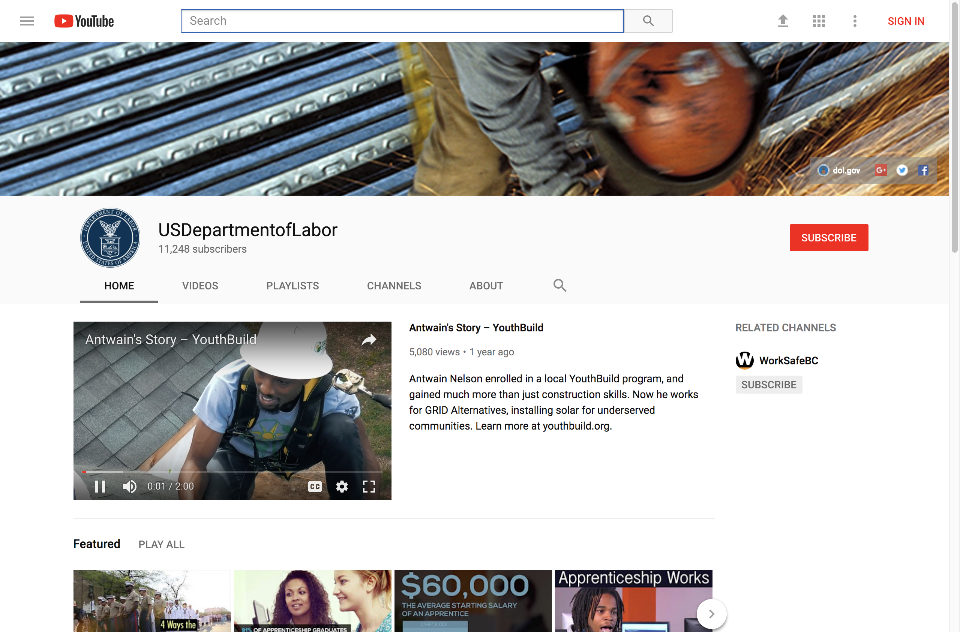 YouTube
Search
SIGN IN
dol.gov
G+
USDepartmentofLabor
11,248 subscribers
SUBSCRIBE
HOME VIDEOS PLAYLISTS CHANNELS ABOUT
Antwain's Story – YouthBuild
0:01 / 2:00
CC
Antwain's Story – YouthBuild
5,080 views • 1 year ago
Antwain Nelson enrolled in a local YouthBuild program, and
gained much more than just construction skills. Now he works
for GRID Alternatives, installing solar for underserved
communities. Learn more at youthbuild.org.
RELATED CHANNELS
WorkSafeBC
SUBSCRIBE
Featured PLAY ALL
4 Ways the
91% OF APPRENTICESHIP GRADUATES
$60,000
THE AVERAGE STARTING SALARY
OF AN APPRENTICE
Apprenticeship Works